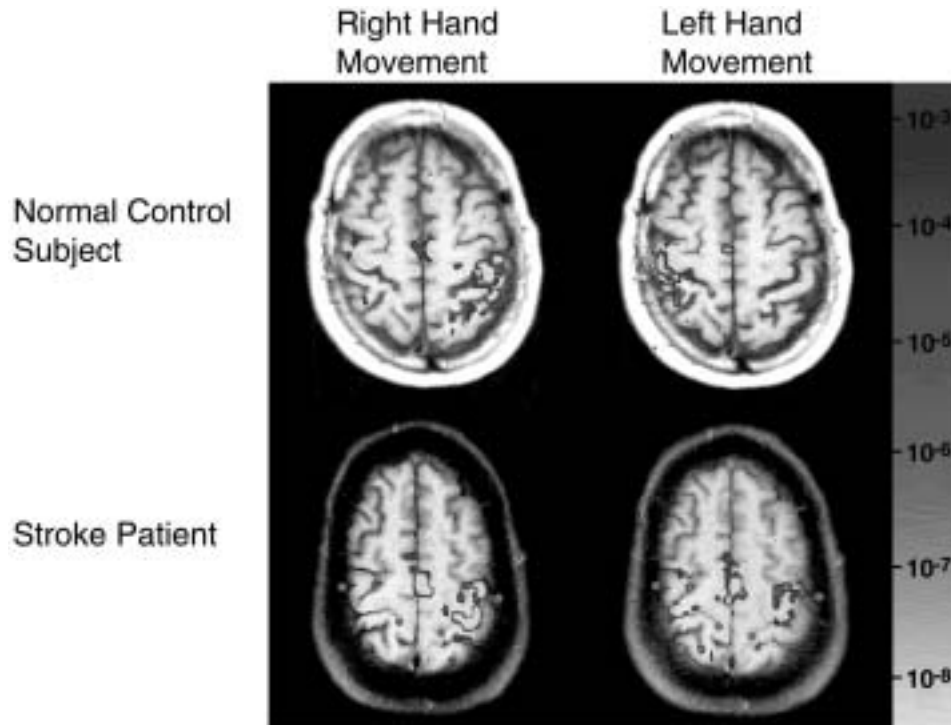 Right Hand
Movement
Left Hand
Movement
Normal Control
Subject
Stroke Patient
10-3
10-4
10-5
10-6
10-7
10-8